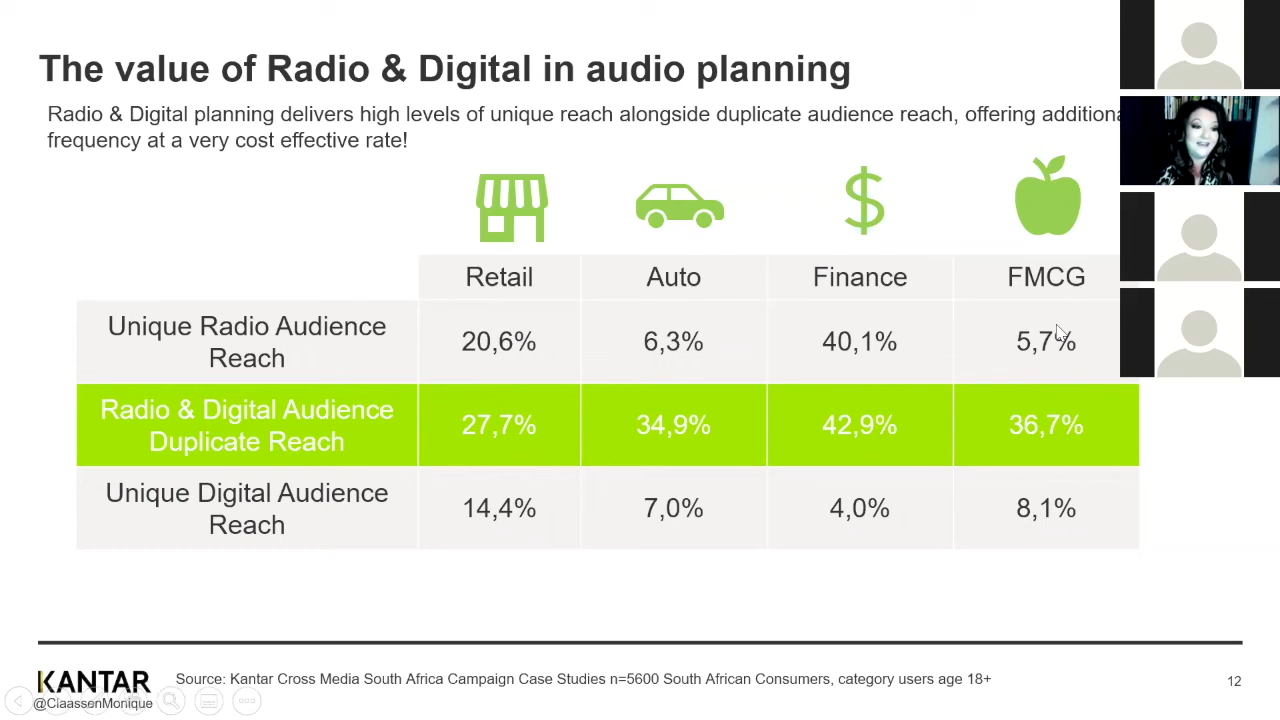 The value of Radio & Digital in audio planning
Radio & Digital planning delivers high levels of unique reach alongside duplicate audience reach, offering additiona
frequency at a very cost effective rate!
$
Retail Auto Finance FMCG
Unique Radio Audience
Reach
20,6% 6,3% 40,1% 5,7%
Radio & Digital Audience
Duplicate Reach
27,7% 34,9% 42,9% 36,7%
Unique Digital Audience
Reach
14,4% 7,0% 4,0% 8,1%
KANTAR
Source: Kantar Cross Media South Africa Campaign Case Studies n=5600 South African Consumers, category users age 18+
12
@ClaassenMonique